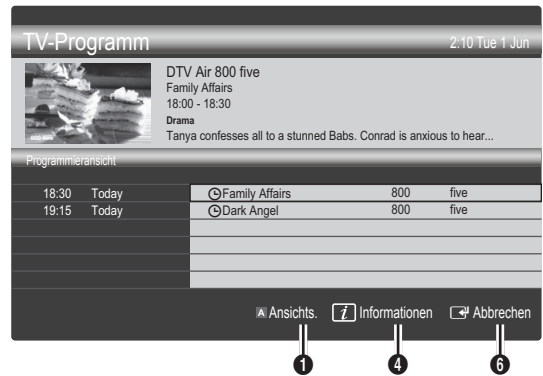 TV-Programm 2:10 Tue 1 Jun
DTV Air 800 five
Family Affairs
18:00 - 18:30
Drama
Tanya confesses all to a stunned Babs. Conrad is anxious to hear...
Programmieransicht
18:30 Today Family Affairs 800 five
19:15 Today Dark Angel 800 five
A Ansichts. i Informationen Abbrechen
1 4 6